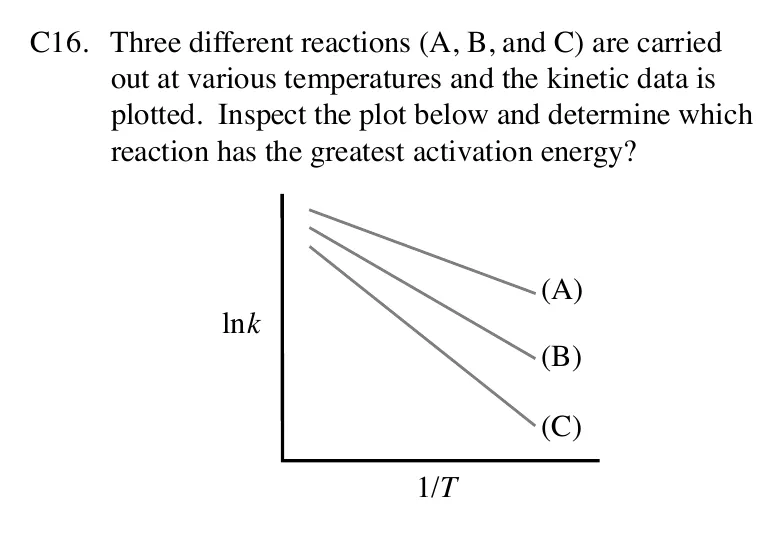 C16. Three different reactions (A, B, and C) are carried
out at various temperatures and the kinetic data is
plotted. Inspect the plot below and determine which
reaction has the greatest activation energy?
(A)
lnk
(B)
(C)
1/T